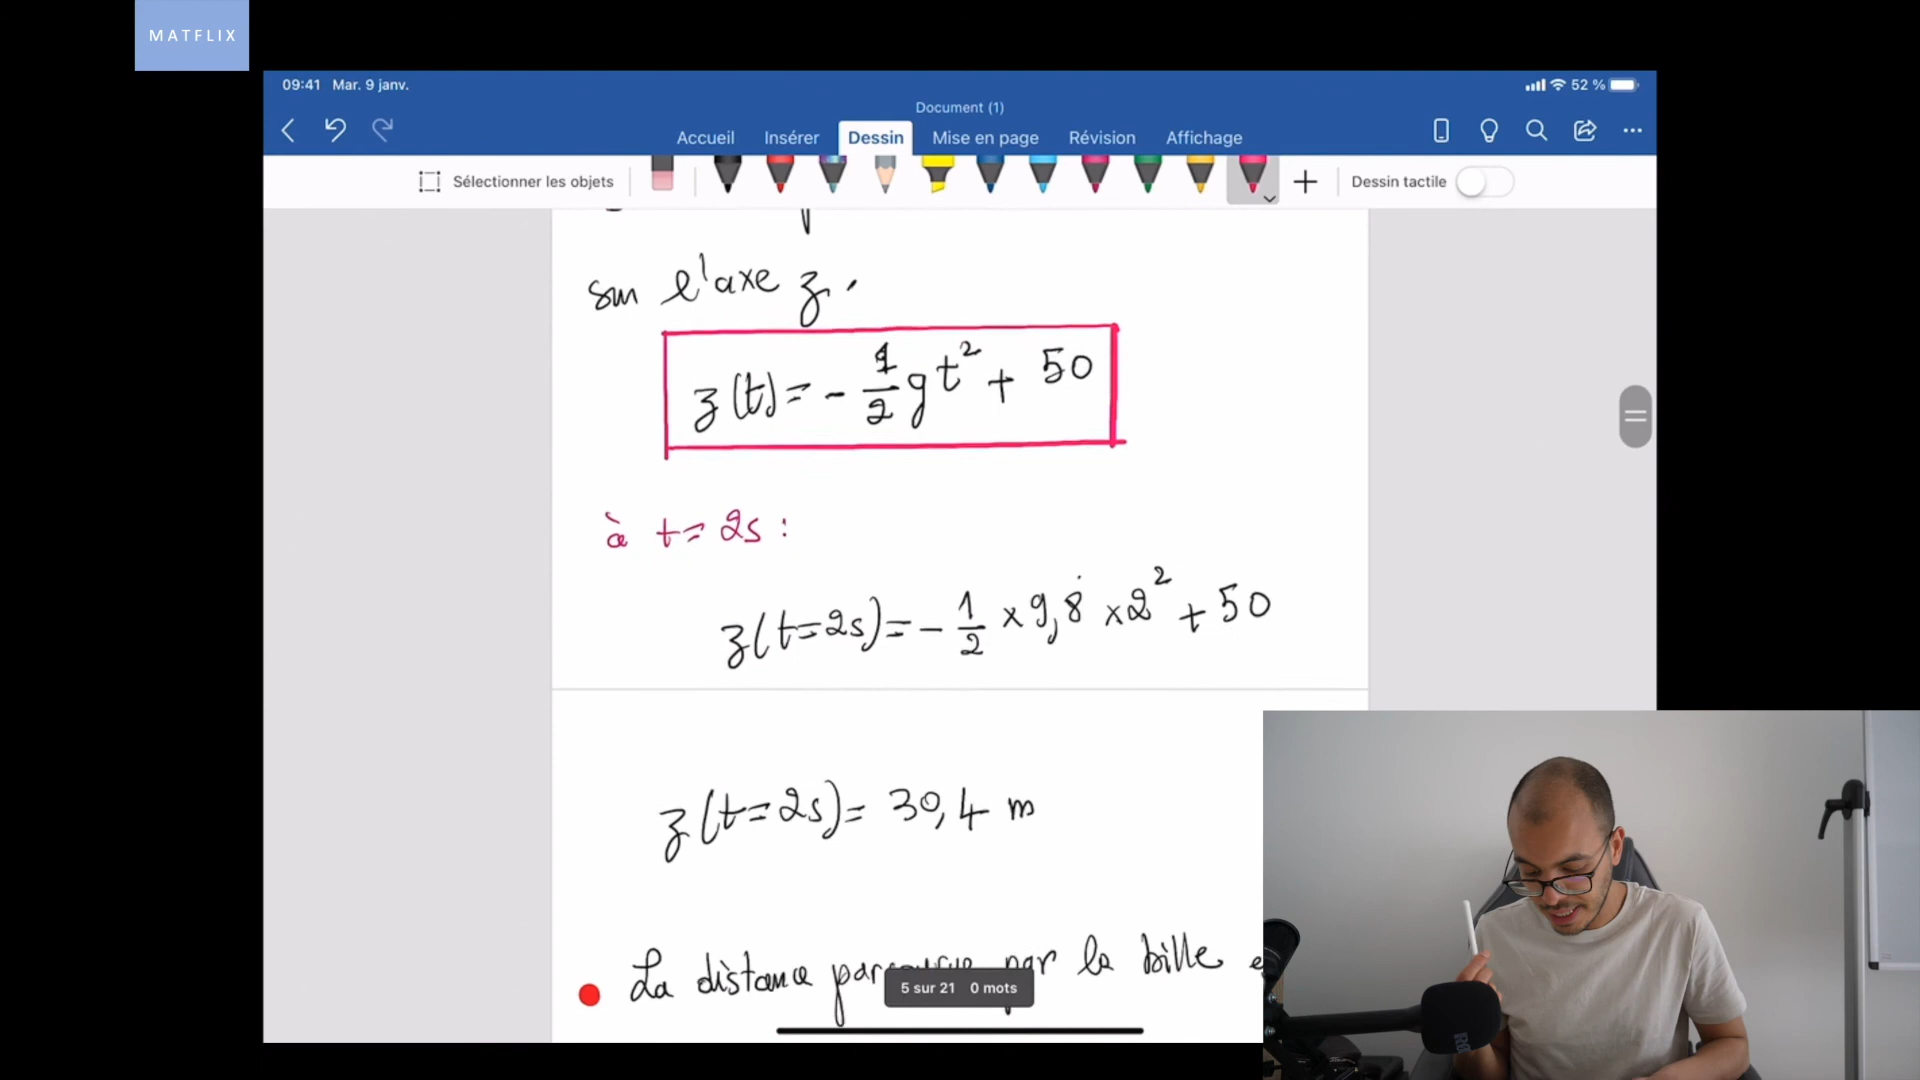 MATFLIX
09:41 Mar. 9 janv.
52 %
Document (1)
Accueil Insérer Dessin Mise en page Révision Affichage
Sélectionner les objets
Dessin tactile
sur l'axe z.
z(t) = - 1/2 g t² + 50
à t = 2s :
z(t=2s) = - 1/2 × 9,8 × 2² + 50
z(t=2s) = 30,4 m
La distance parcourue par la bille
5 sur 21 0 mots